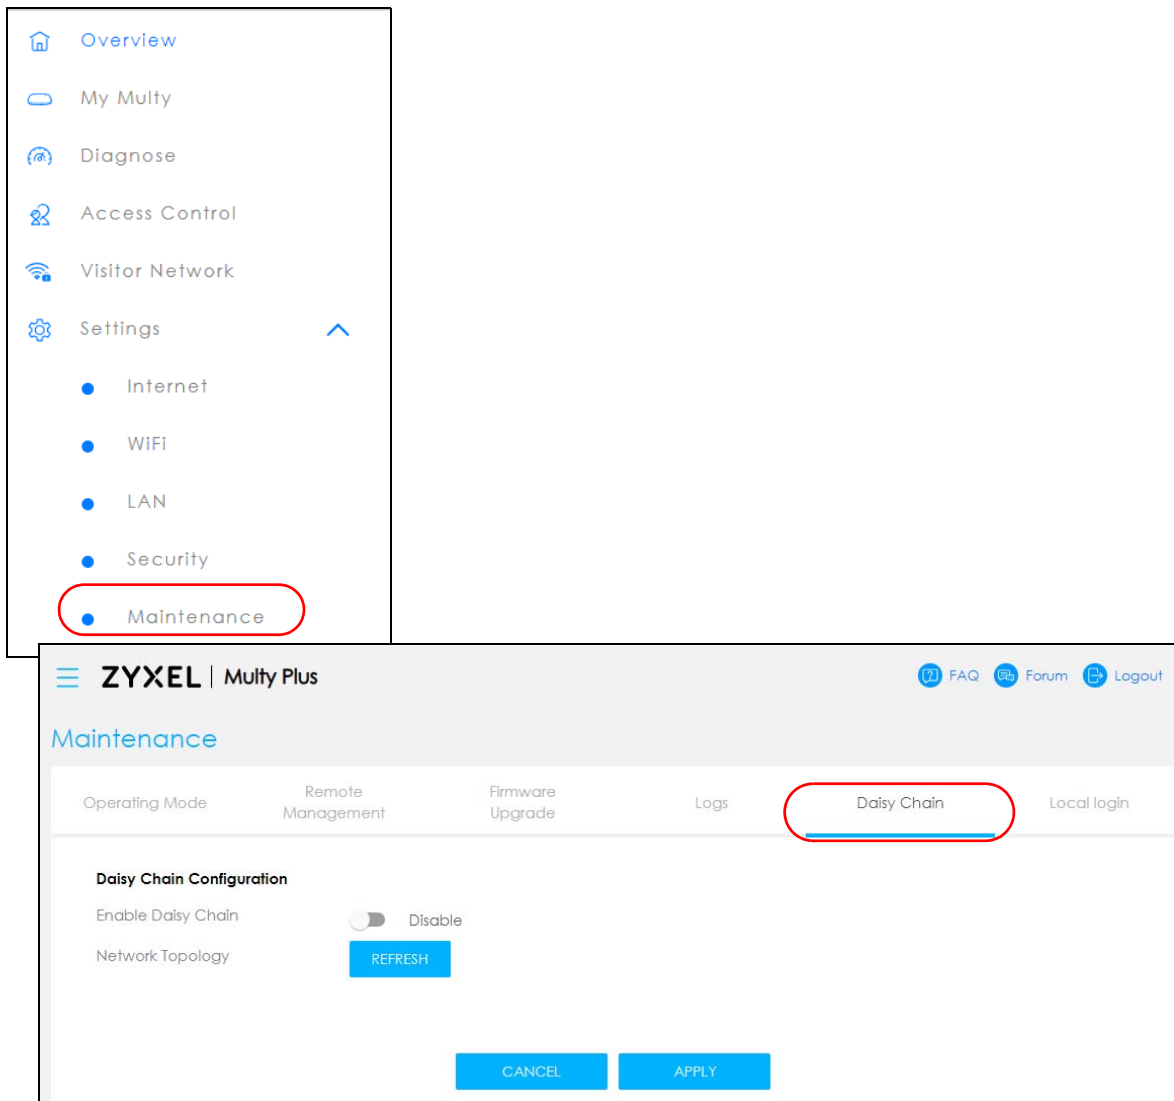 Overview
My Multy
Diagnose
Access Control
Visitor Network
Settings
Internet
WiFi
LAN
Security
Maintenance
ZYXEL | Multy Plus
FAQ Forum Logout
Maintenance
Operating Mode
Remote
Management
Firmware
Upgrade
Logs
Daisy Chain
Local login
Daisy Chain Configuration
Enable Daisy Chain Disable
Network Topology REFRESH
CANCEL APPLY